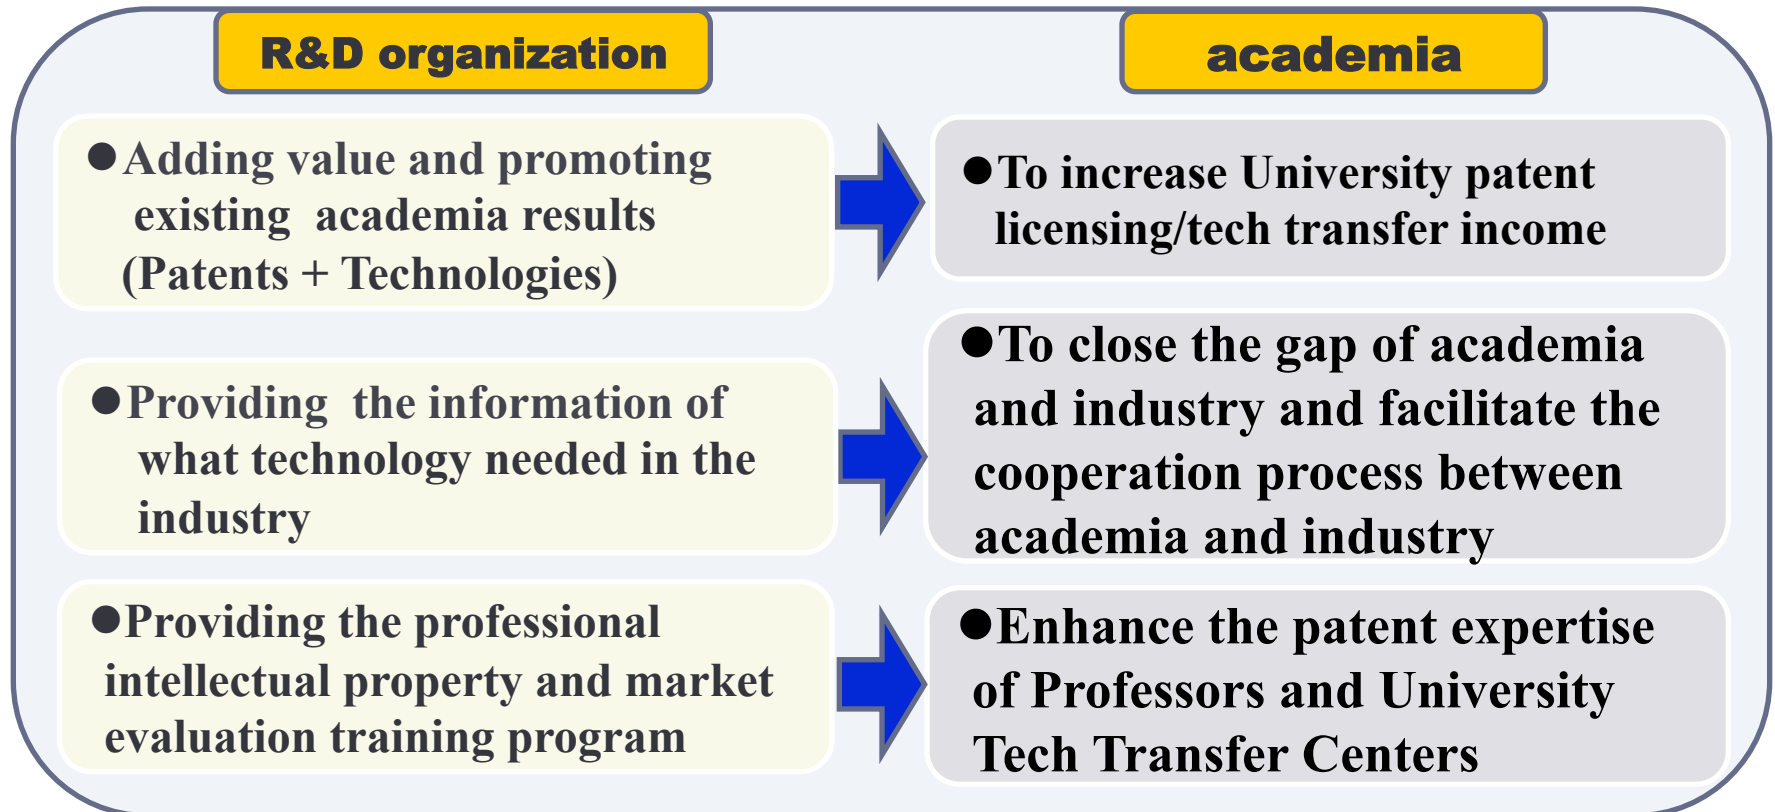 R&D organization
academia
●Adding value and promoting
existing academia results
(Patents + Technologies)
●To increase University patent
licensing/tech transfer income
●Providing the information of
what technology needed in the
industry
●To close the gap of academia
and industry and facilitate the
cooperation process between
academia and industry
●Providing the professional
intellectual property and market
evaluation training program
●Enhance the patent expertise
of Professors and University
Tech Transfer Centers